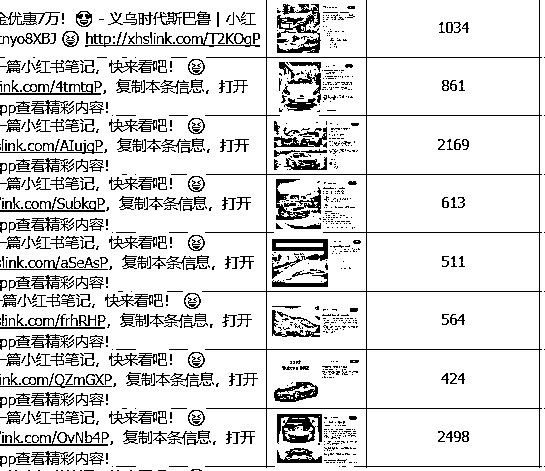 全优惠7万！😍 - 义乌时代斯巴鲁 | 小红
tnyo8XBJ 😆 http://xhslink.com/T2KOgP
1034
一篇小红书笔记，快来看吧！ 😆
link.com/4tmtqP，复制本条信息，打开
pp查看精彩内容！
861
一篇小红书笔记，快来看吧！ 😆
slink.com/AIujqP，复制本条信息，打开
pp查看精彩内容！
2169
一篇小红书笔记，快来看吧！ 😆
ink.com/SubkqP，复制本条信息，打开
pp查看精彩内容！
613
一篇小红书笔记，快来看吧！ 😆
slink.com/aSeAsP，复制本条信息，打开
pp查看精彩内容！
511
篇小红书笔记，快来看吧！ 😆
slink.com/frhRHP，复制本条信息，打开
pp查看精彩内容！
564
一篇小红书笔记，快来看吧！ 😆
ink.com/QZmGXP，复制本条信息，打开
pp查看精彩内容！
424
一篇小红书笔记，快来看吧！ 😆
ink.com/OvNb4P，复制本条信息，打开
pp查看精彩内容！
2498